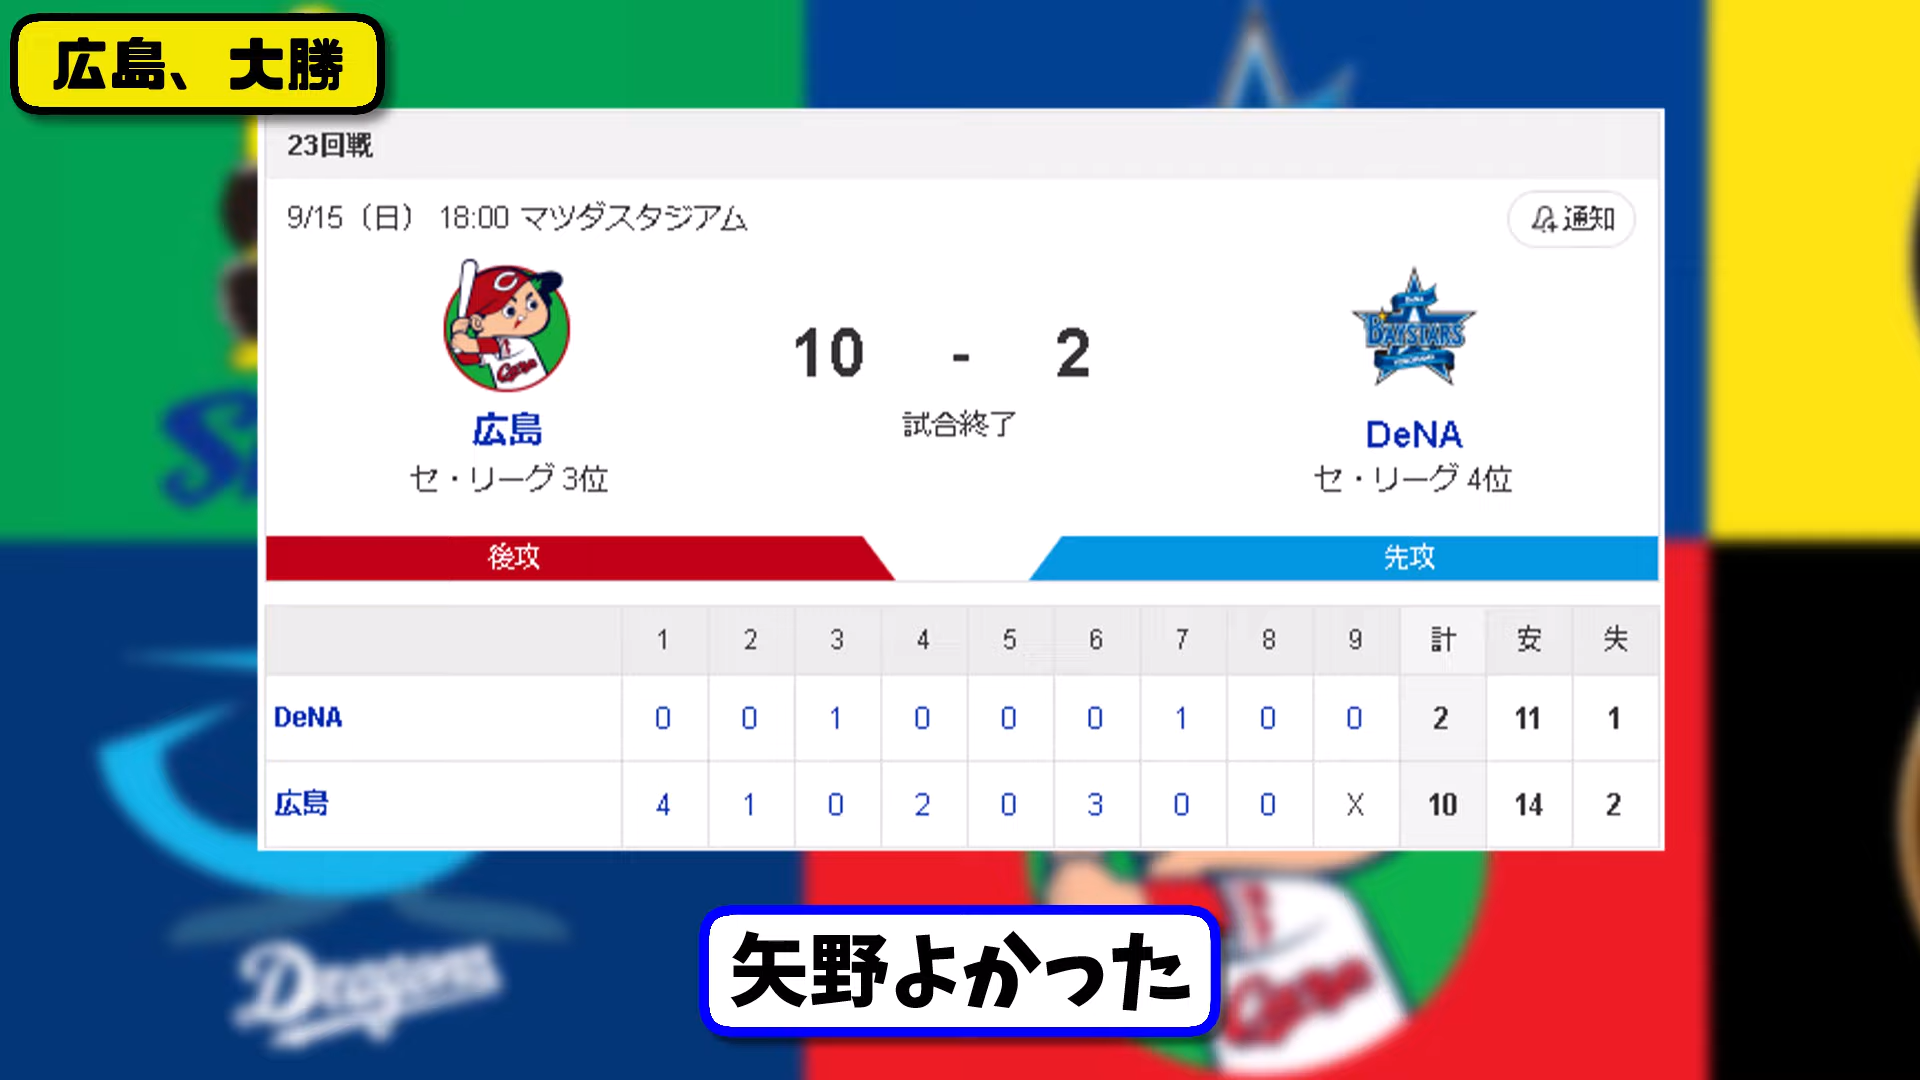 広島、大勝
23回戦
9/15（日） 18:00 マツダスタジアム
通知
10 - 2
試合終了
BAYSTARS
広島
DeNA
セ・リーグ 3位
セ・リーグ 4位
後攻
先攻
1 2 3 4 5 6 7 8 9 計 安 失
DeNA 0 0 1 0 0 0 1 0 0 2 11 1
広島 4 1 0 2 0 3 0 0 X 10 14 2
矢野よかった
Dragons
Carp